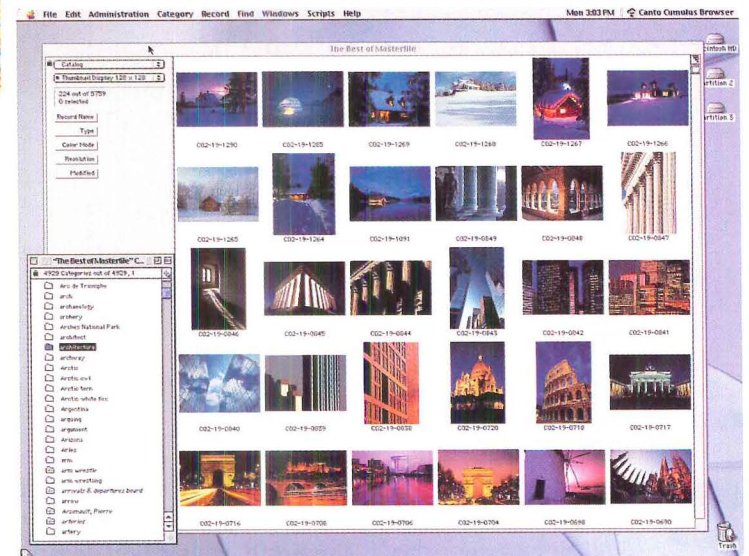 File Edit Administration Category Record Find Windows Scripts Help
Mon 3:03 PM Canto Cumulus Browser
The Best of Masterfile
Catalog
Thumbnail Display 128 x 128
224 out of 5759
0 selected
Record Name
Type
Color Mode
Resolution
Modified
C02-19-1290
C02-19-1285
C02-19-1269
C02-19-1268
C02-19-1267
C02-19-1266
C02-19-1265
C02-19-1264
C02-19-1091
C02-19-0849
C02-19-0848
C02-19-0847
C02-19-0846
C02-19-0845
C02-19-0844
C02-19-0843
C02-19-0842
C02-19-0841
C02-19-0840
C02-19-0839
C02-19-0838
C02-19-0720
C02-19-0718
C02-19-0717
C02-19-0716
C02-19-0708
C02-19-0706
C02-19-0704
C02-19-0698
C02-19-0690
"The Best of Masterfile" C...
4929 Categories out of 4929, 1
Arc de Triomphe
arch
archaeology
archery
Arches National Park
architect
architecture
archway
Arctic
Arctic owl
Arctic tern
Arctic white fox
Argentina
arguing
argument
Arizona
Aries
arm
arm wrestle
arm wrestling
arrivals & departures board
arrow
Arsenault, Pierre
arteries
artery
intosh HD
artition 2
artition 3
Trash